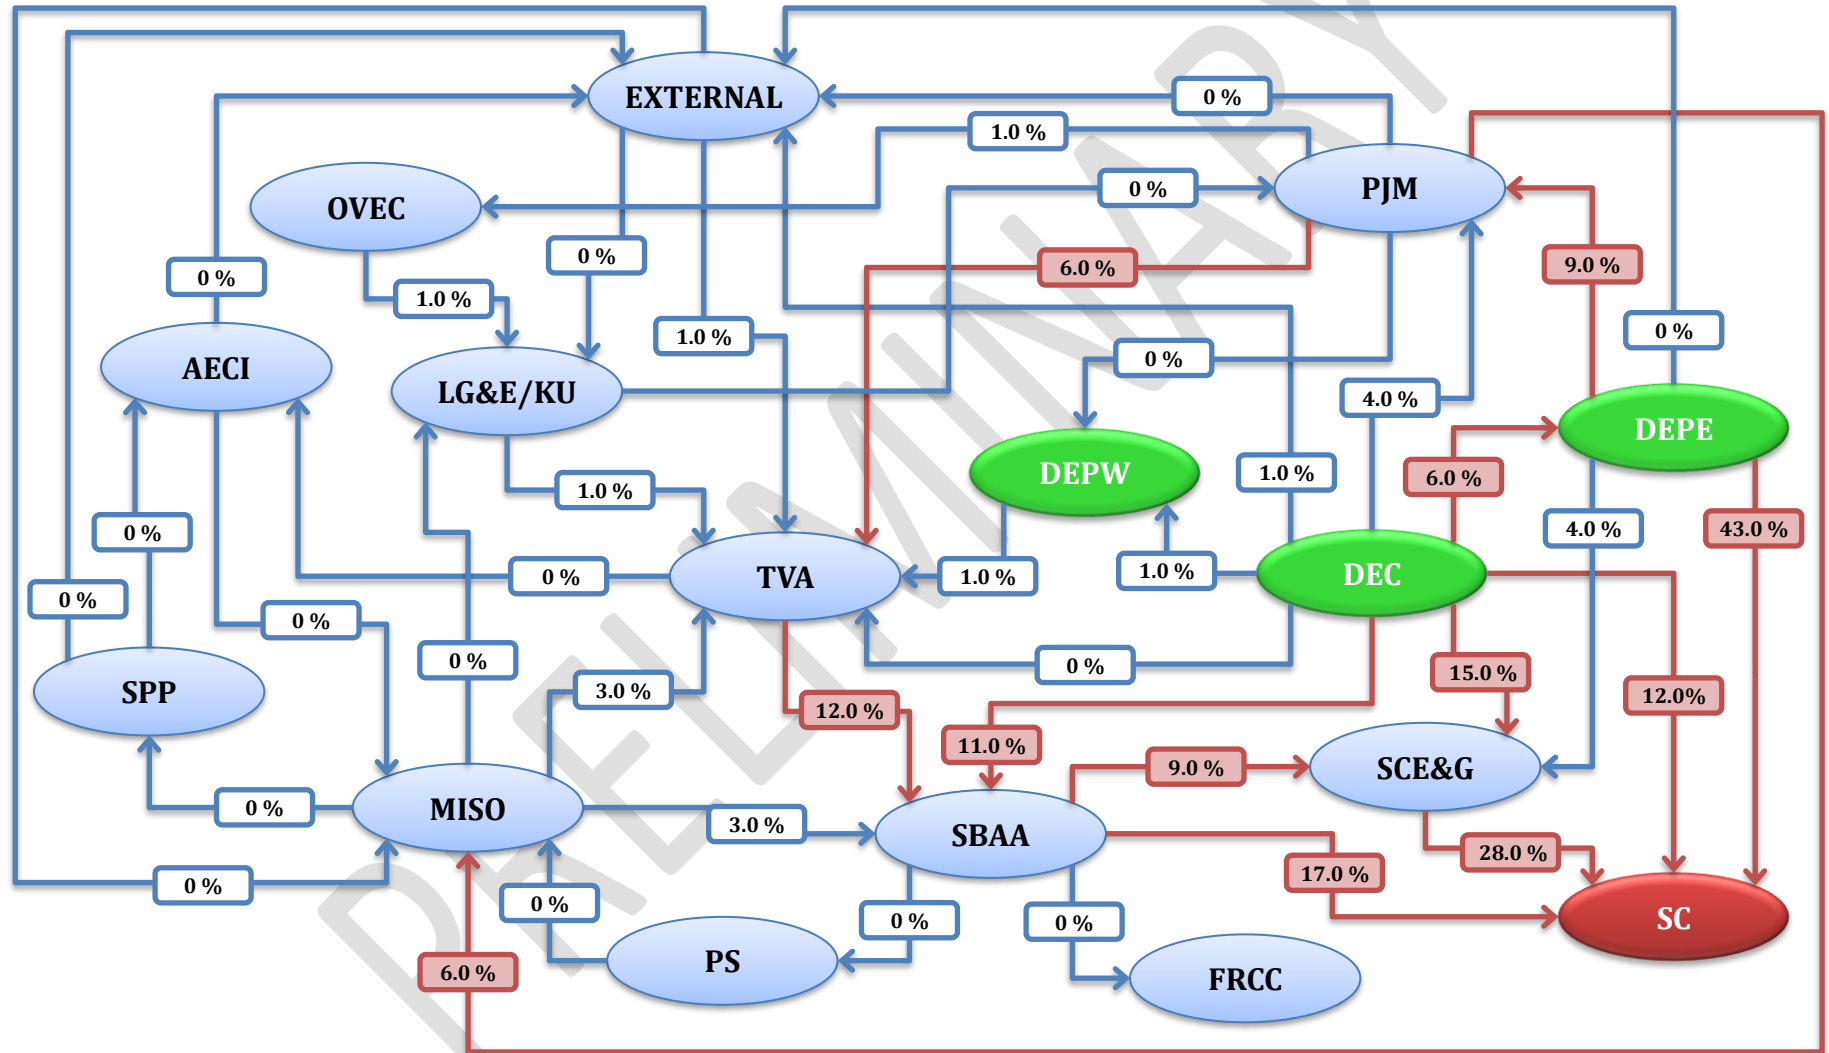 EXTERNAL
0 %
1.0 %
PJM
0 %
OVEC
0 %
6.0 %
9.0 %
0 %
1.0 %
1.0 %
0 %
0 %
AECI
LG&E/KU
4.0 %
DEPE
DEPW
1.0 %
6.0 %
1.0 %
0 %
4.0 %
43.0 %
TVA
0 %
1.0 %
1.0 %
DEC
0 %
0 %
0 %
0 %
15.0 %
SPP
3.0 %
12.0 %
12.0%
11.0 %
9.0 %
SCE&G
MISO
0 %
3.0 %
SBAA
28.0 %
17.0 %
0 %
0 %
0 %
0 %
SC
PS
6.0 %
FRCC
PRELIMINARY